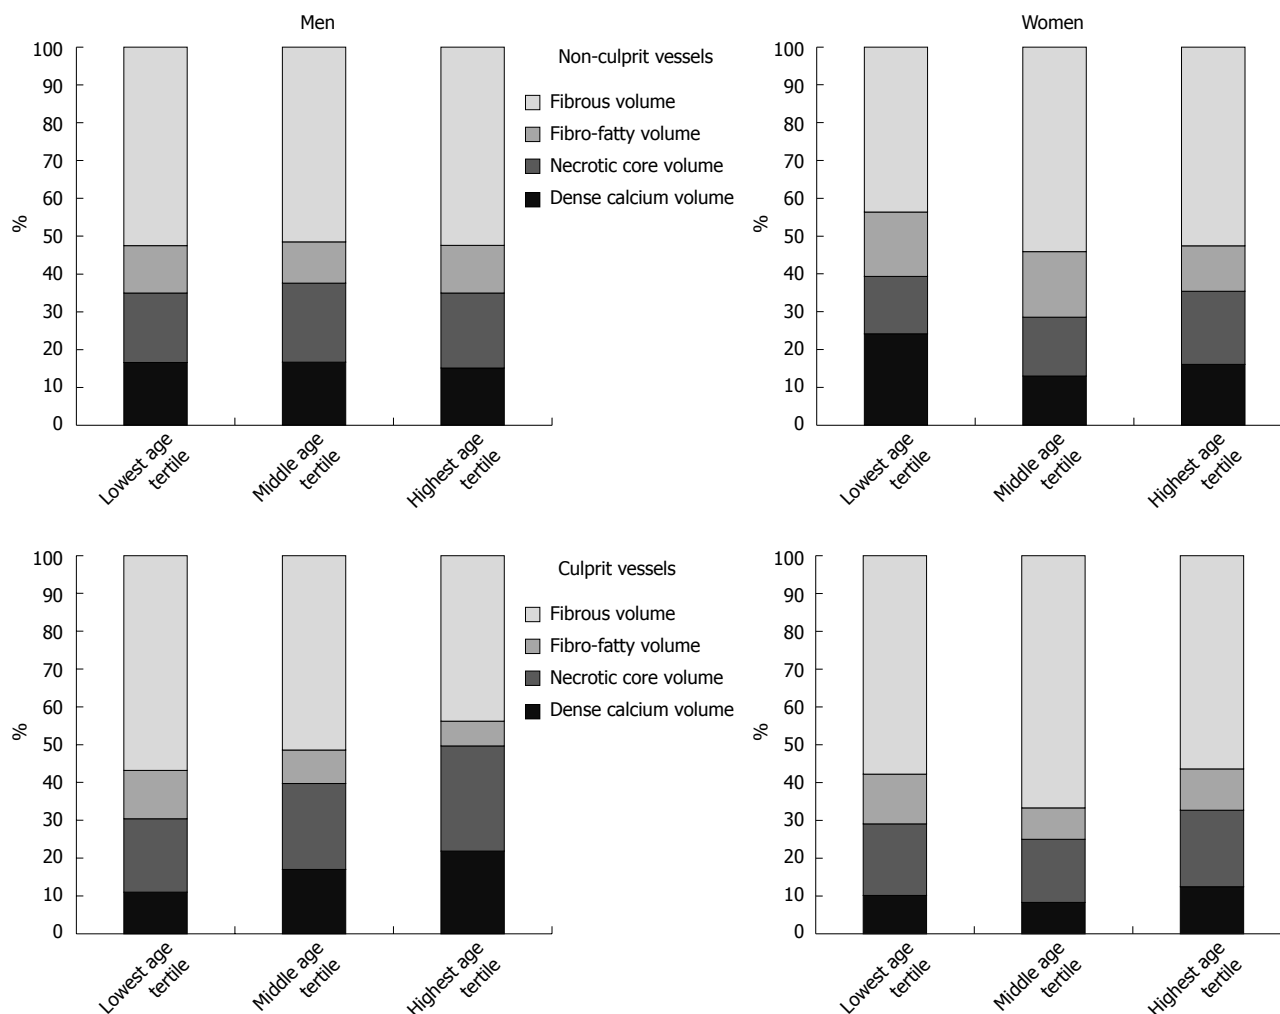 Men
Women
100
90
80
70
60
50
40
30
20
10
0
%
Lowest age
tertile
Middle age
tertile
Highest age
tertile
Non-culprit vessels
Fibrous volume
Fibro-fatty volume
Necrotic core volume
Dense calcium volume
100
90
80
70
60
50
40
30
20
10
0
%
Lowest age
tertile
Middle age
tertile
Highest age
tertile
100
90
80
70
60
50
40
30
20
10
0
%
Lowest age
tertile
Middle age
tertile
Highest age
tertile
Culprit vessels
Fibrous volume
Fibro-fatty volume
Necrotic core volume
Dense calcium volume
100
90
80
70
60
50
40
30
20
10
0
%
Lowest age
tertile
Middle age
tertile
Highest age
tertile